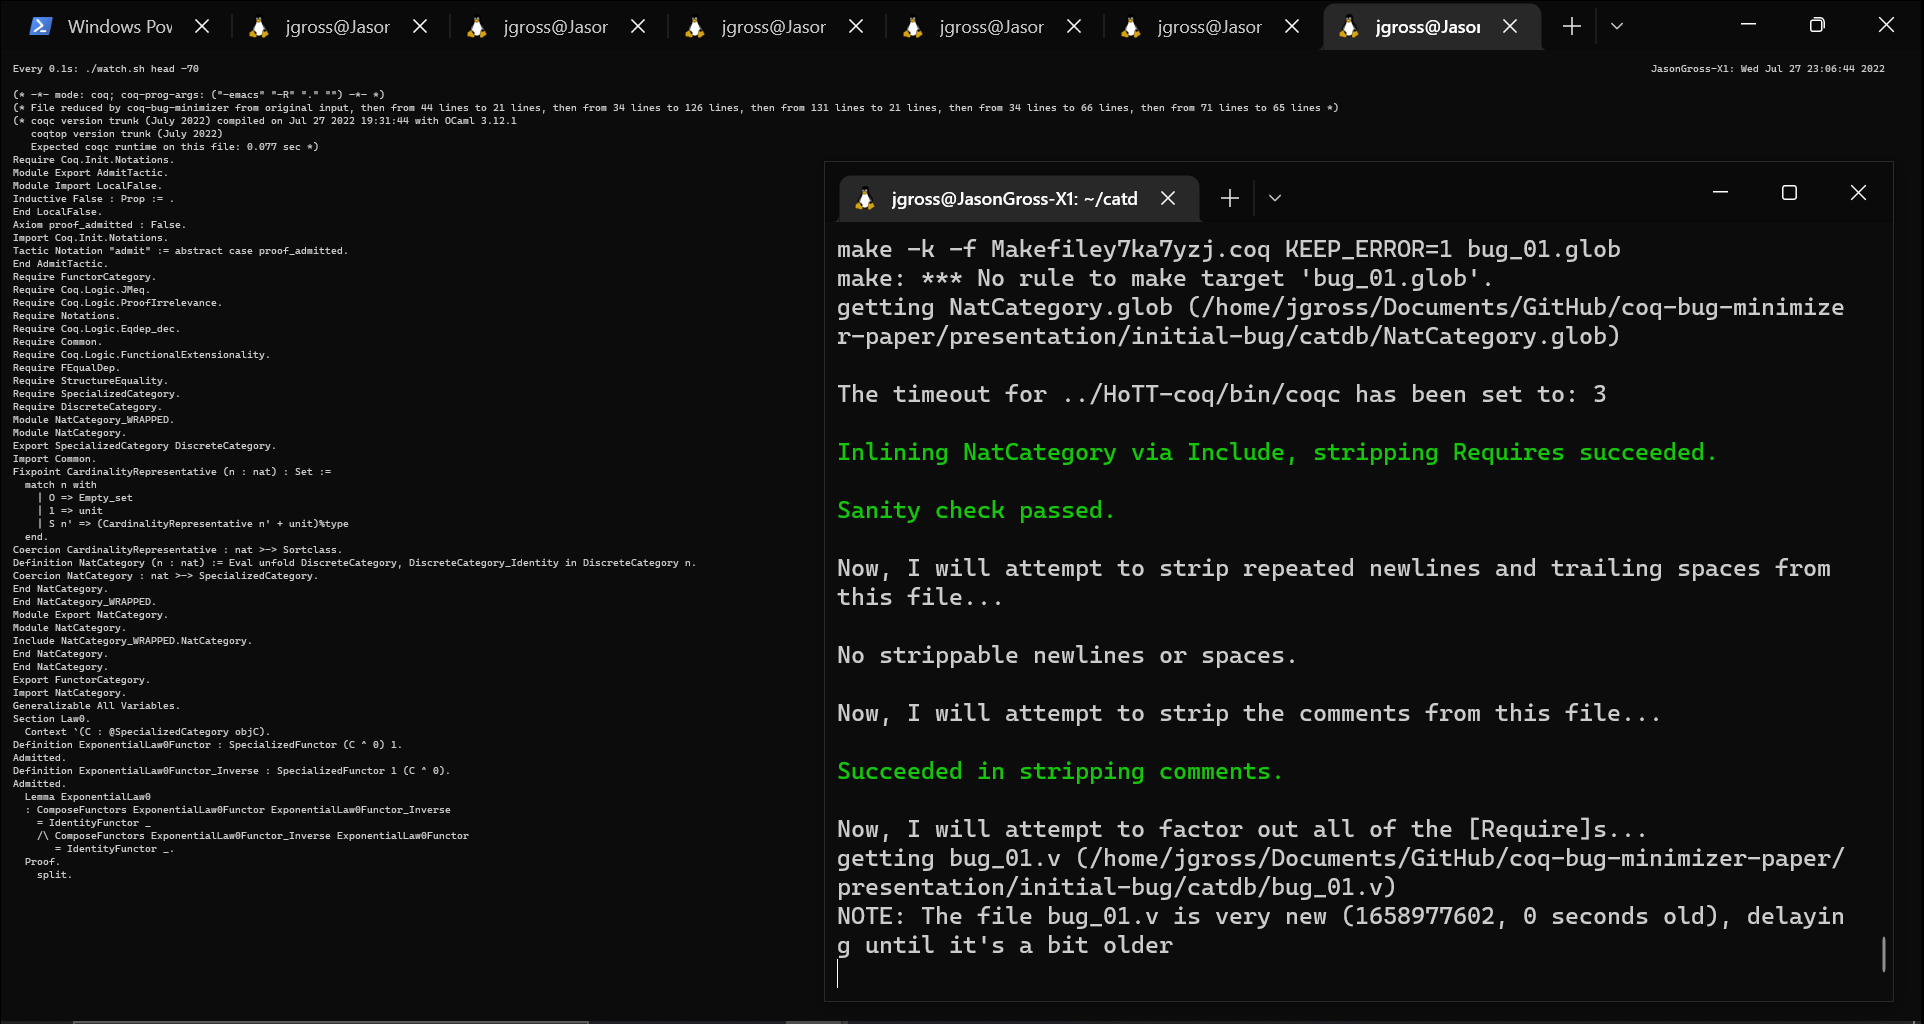 Windows Pov
jgross@Jasor
jgross@Jasor
jgross@Jasor
jgross@Jasor
jgross@Jasor
jgross@Jasor
Every 0.1s: ./watch.sh head -70
JasonGross-X1: Wed Jul 27 23:06:44 2022
(* -*- mode: coq; coq-prog-args: ("-emacs" "-R" "." "") -*- *)
(* File reduced by coq-bug-minimizer from original input, then from 44 lines to 21 lines, then from 34 lines to 126 lines, then from 131 lines to 21 lines, then from 34 lines to 66 lines, then from 71 lines to 65 lines *)
(* coqc version trunk (July 2022) compiled on Jul 27 2022 19:31:44 with OCaml 3.12.1
coqtop version trunk (July 2022)
Expected coqc runtime on this file: 0.077 sec *)
Require Coq.Init.Notations.
Module Export AdmitTactic.
Module Import LocalFalse.
Inductive False : Prop := .
End LocalFalse.
Axiom proof_admitted : False.
Import Coq.Init.Notations.
Tactic Notation "admit" := abstract case proof_admitted.
End AdmitTactic.
Require FunctorCategory.
Require Coq.Logic.JMeq.
Require Coq.Logic.ProofIrrelevance.
Require Notations.
Require Coq.Logic.Eqdep_dec.
Require Common.
Require Coq.Logic.FunctionalExtensionality.
Require FEqualDep.
Require StructureEquality.
Require SpecializedCategory.
Require DiscreteCategory.
Module NatCategory_WRAPPED.
Module NatCategory.
Export SpecializedCategory DiscreteCategory.
Import Common.
Fixpoint CardinalityRepresentative (n : nat) : Set :=
match n with
| O => Empty_set
| 1 => unit
| S n' => (CardinalityRepresentative n' + unit)%type
end.
Coercion CardinalityRepresentative : nat >-> Sortclass.
Definition NatCategory (n : nat) := Eval unfold DiscreteCategory, DiscreteCategory_Identity in DiscreteCategory n.
Coercion NatCategory : nat >-> SpecializedCategory.
End NatCategory.
End NatCategory_WRAPPED.
Module Export NatCategory.
Module NatCategory.
Include NatCategory_WRAPPED.NatCategory.
End NatCategory.
End NatCategory.
Export FunctorCategory.
Import NatCategory.
Generalizable All Variables.
Section Law0.
Context `(C : @SpecializedCategory objC).
Definition ExponentialLaw0Functor : SpecializedFunctor (C ^ 0) 1.
Admitted.
Definition ExponentialLaw0Functor_Inverse : SpecializedFunctor 1 (C ^ 0).
Admitted.
Lemma ExponentialLaw0
: ComposeFunctors ExponentialLaw0Functor ExponentialLaw0Functor_Inverse
= IdentityFunctor _
/\ ComposeFunctors ExponentialLaw0Functor_Inverse ExponentialLaw0Functor
= IdentityFunctor _.
Proof.
split.
jgross@JasonGross-X1: ~/catd
make -k -f Makefiley7ka7yzj.coq KEEP_ERROR=1 bug_01.glob
make: *** No rule to make target 'bug_01.glob'.
getting NatCategory.glob (/home/jgross/Documents/GitHub/coq-bug-minimize
r-paper/presentation/initial-bug/catdb/NatCategory.glob)
The timeout for ../HoTT-coq/bin/coqc has been set to: 3
Inlining NatCategory via Include, stripping Requires succeeded.
Sanity check passed.
Now, I will attempt to strip repeated newlines and trailing spaces from
this file...
No strippable newlines or spaces.
Now, I will attempt to strip the comments from this file...
Succeeded in stripping comments.
Now, I will attempt to factor out all of the [Require]s...
getting bug_01.v (/home/jgross/Documents/GitHub/coq-bug-minimizer-paper/
presentation/initial-bug/catdb/bug_01.v)
NOTE: The file bug_01.v is very new (1658977602, 0 seconds old), delayin
g until it's a bit older